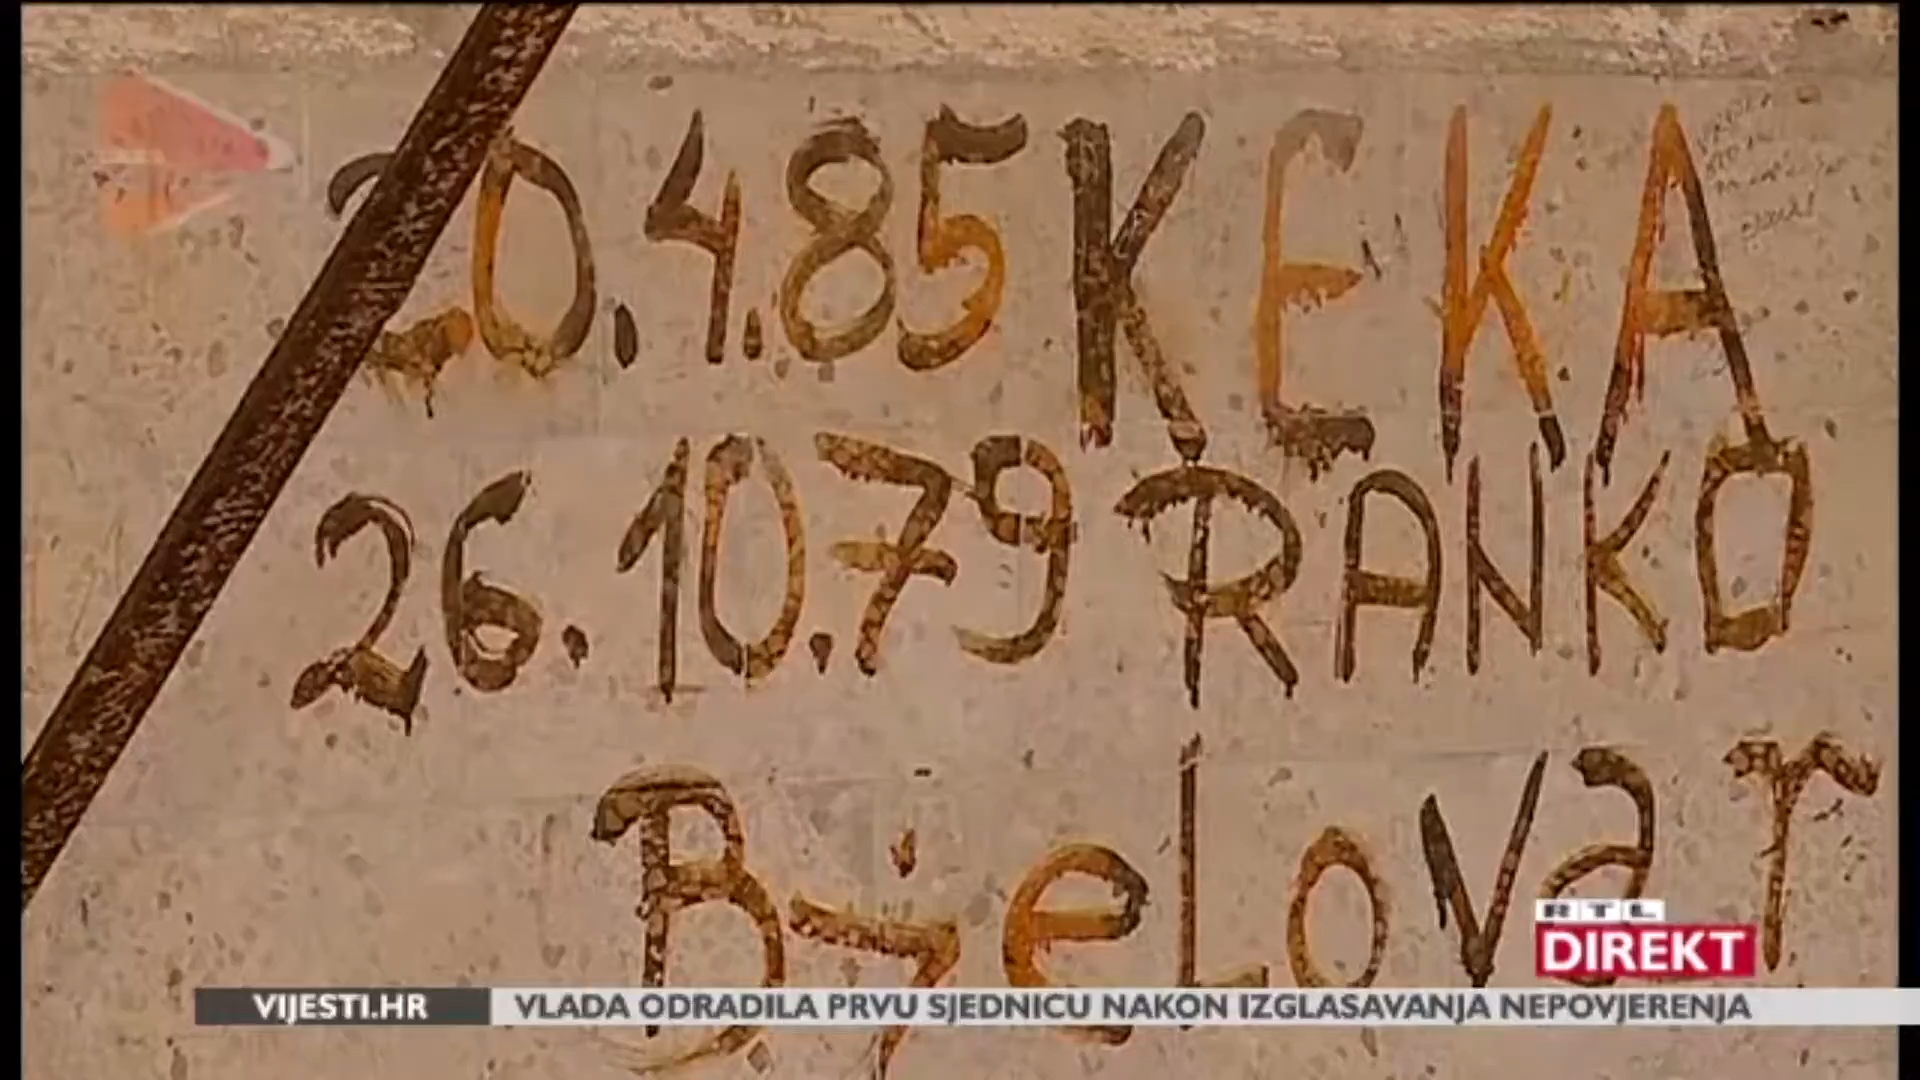 20.4.85 KEKA
26.10.79 RANKO
Bjelovar
RTL
DIREKT
VIJESTI.HR VLADA ODRADILA PRVU SJEDNICU NAKON IZGLASAVANJA NEPOVJERENJA